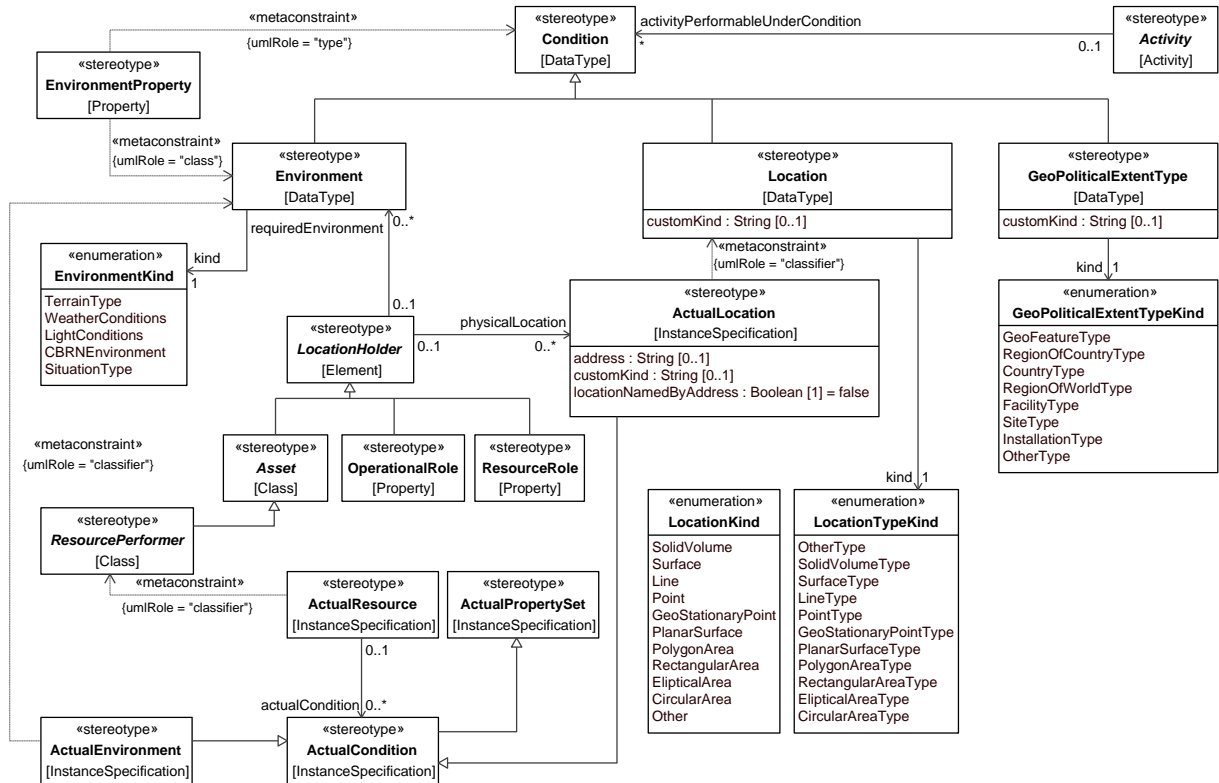 «metaconstraint»
{umlRole = "type"}
«stereotype»
Condition
[DataType]
activityPerformableUnderCondition
*
0..1
«stereotype»
Activity
[Activity]
«stereotype»
EnvironmentProperty
[Property]
«metaconstraint»
{umlRole = "class"}
«stereotype»
Environment
[DataType]
«stereotype»
Location
[DataType]
customKind : String [0..1]
«stereotype»
GeoPoliticalExtentType
[DataType]
customKind : String [0..1]
requiredEnvironment
0..*
0..1
kind
1
«enumeration»
EnvironmentKind
TerrainType
WeatherConditions
LightConditions
CBRNEnvironment
SituationType
«metaconstraint»
{umlRole = "classifier"}
kind
1
«enumeration»
GeoPoliticalExtentTypeKind
GeoFeatureType
RegionOfCountryType
CountryType
RegionOfWorldType
FacilityType
SiteType
InstallationType
OtherType
«stereotype»
LocationHolder
[Element]
physicalLocation
0..1
0..*
«stereotype»
ActualLocation
[InstanceSpecification]
address : String [0..1]
customKind : String [0..1]
locationNamedByAddress : Boolean [1] = false
«metaconstraint»
{umlRole = "classifier"}
«stereotype»
Asset
[Class]
«stereotype»
OperationalRole
[Property]
«stereotype»
ResourceRole
[Property]
kind
1
«enumeration»
LocationKind
SolidVolume
Surface
Line
Point
GeoStationaryPoint
PlanarSurface
PolygonArea
RectangularArea
ElipticalArea
CircularArea
Other
«enumeration»
LocationTypeKind
OtherType
SolidVolumeType
SurfaceType
LineType
PointType
GeoStationaryPointType
PlanarSurfaceType
PolygonAreaType
RectangularAreaType
ElipticalAreaType
CircularAreaType
«stereotype»
ResourcePerformer
[Class]
«metaconstraint»
{umlRole = "classifier"}
«stereotype»
ActualResource
[InstanceSpecification]
«stereotype»
ActualPropertySet
[InstanceSpecification]
0..1
actualCondition
0..*
«stereotype»
ActualEnvironment
[InstanceSpecification]
«stereotype»
ActualCondition
[InstanceSpecification]